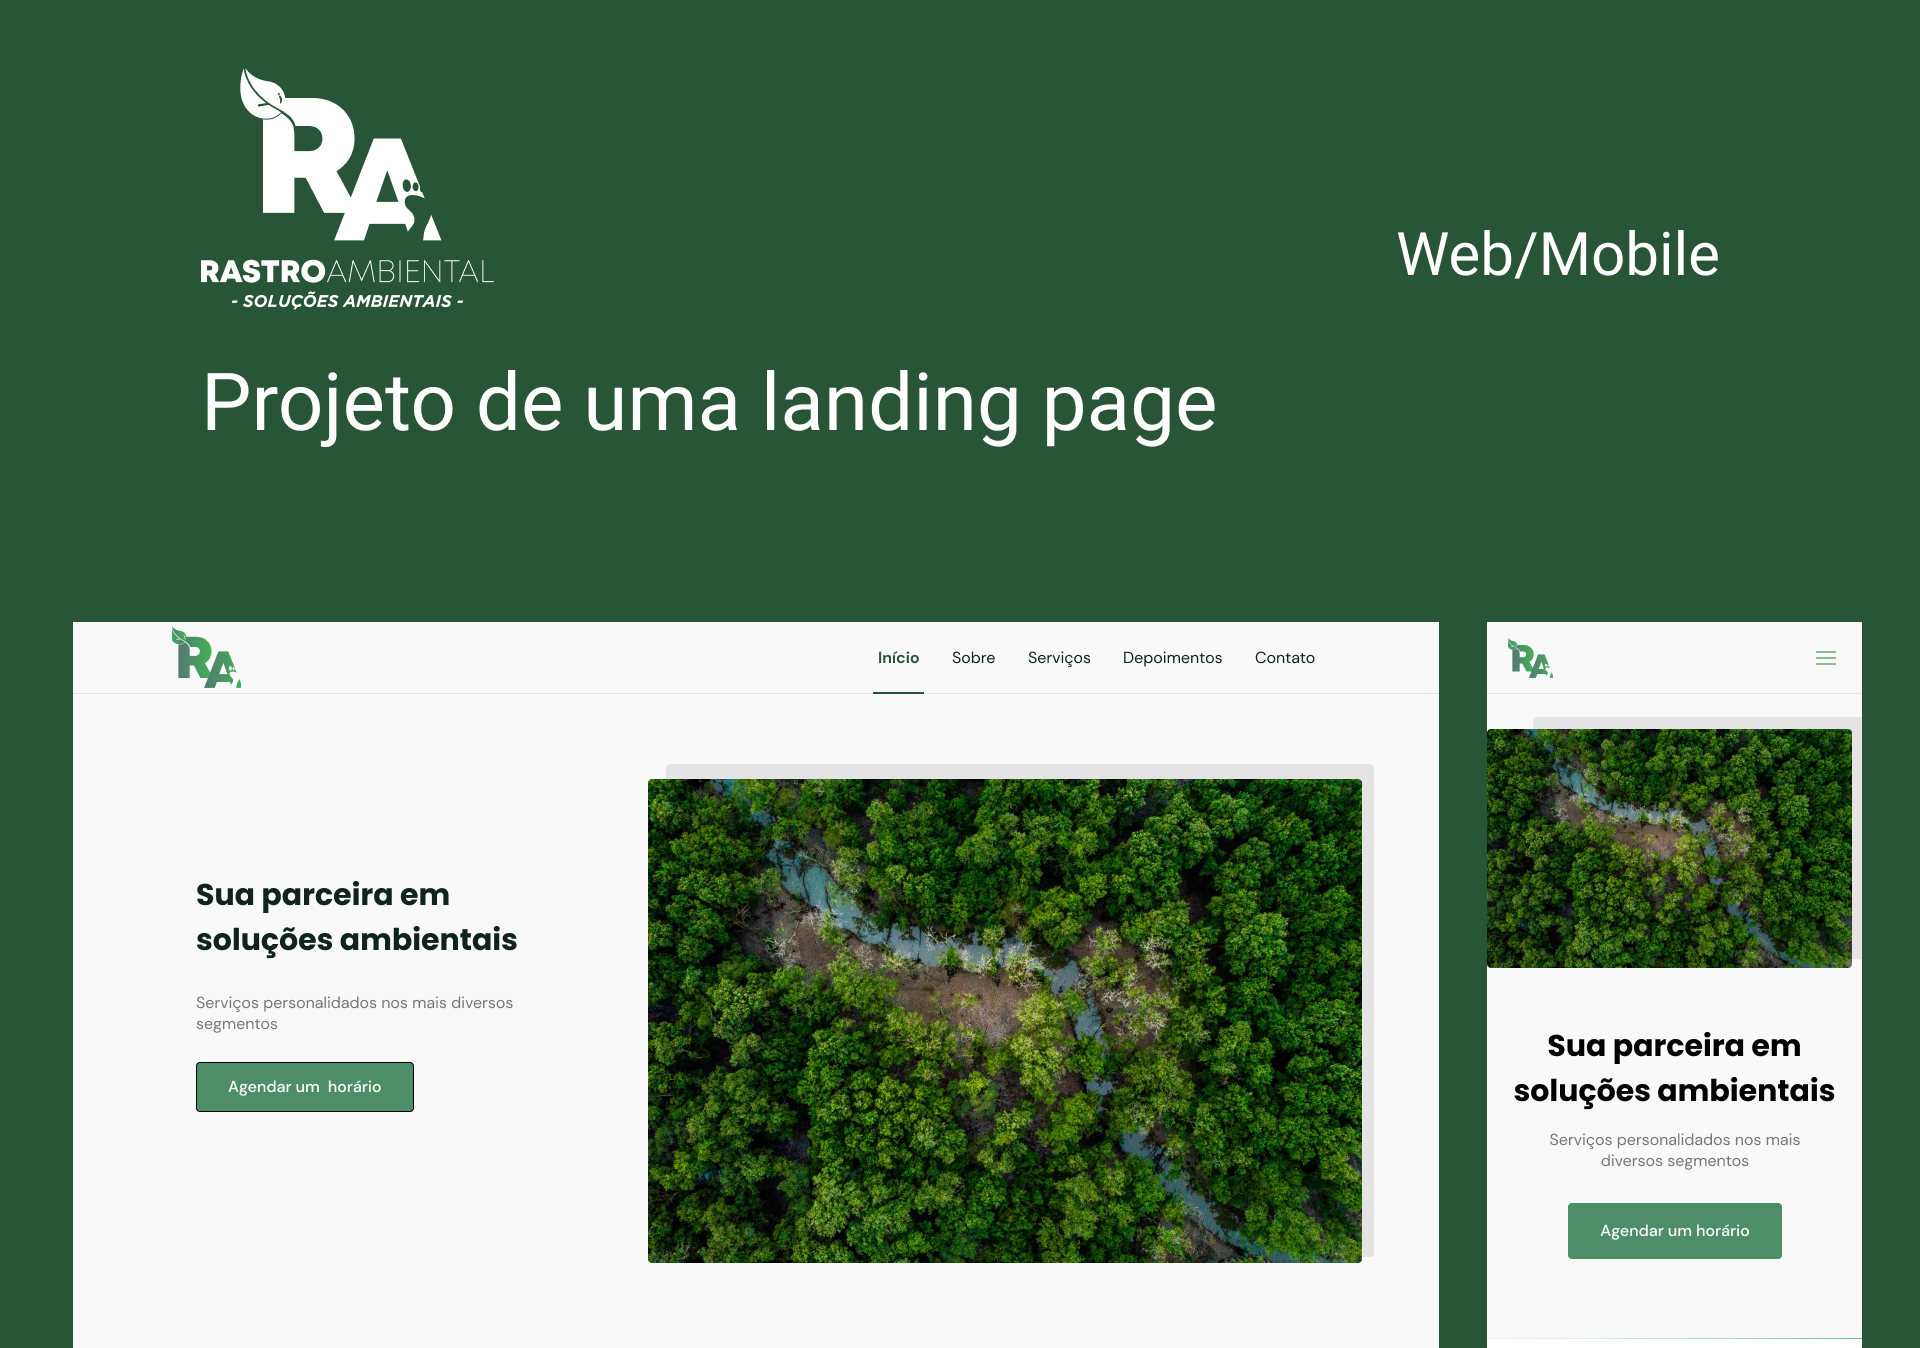 RA
RASTROAMBIENTAL
- SOLUÇÕES AMBIENTAIS -
Web/Mobile
Projeto de uma landing page
RA
Início Sobre Serviços Depoimentos Contato
Sua parceira em
soluções ambientais
Serviços personalidados nos mais diversos
segmentos
Agendar um  horário
RA
Sua parceira em
soluções ambientais
Serviços personalidados nos mais
diversos segmentos
Agendar um horário